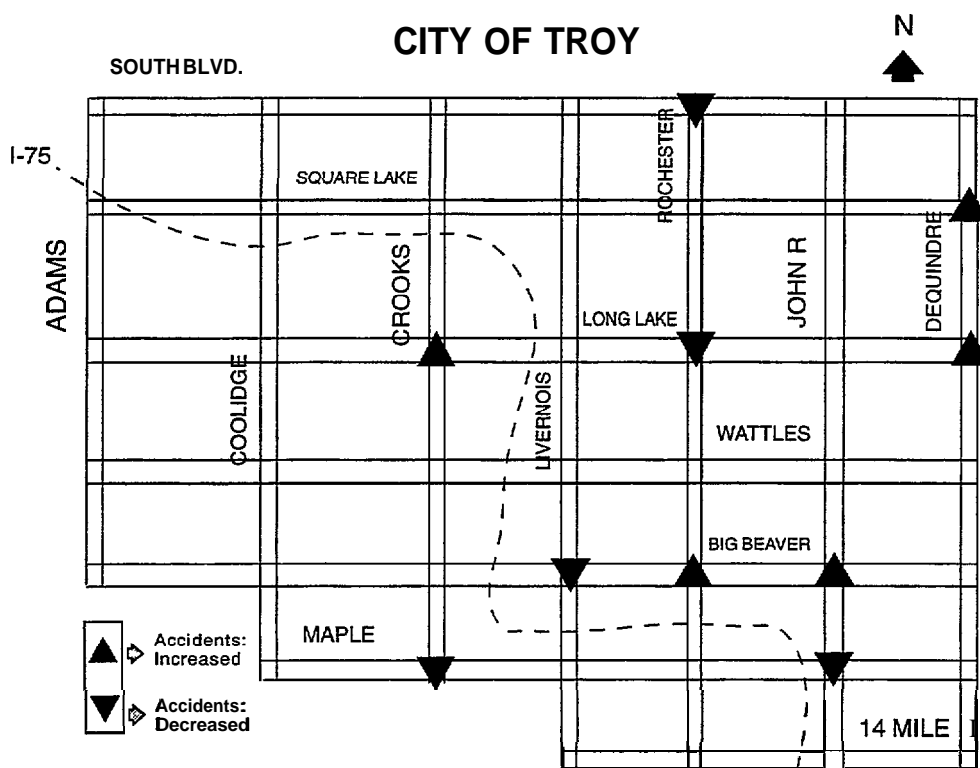 CITY OF TROY
N
SOUTH BLVD.
I-75
SQUARE LAKE
ROCHESTER
ADAMS
CROOKS
JOHN R
DEQUINDRE
LONG LAKE
COOLIDGE
LIVERNOIS
WATTLES
BIG BEAVER
MAPLE
Accidents:
Increased
Accidents:
Decreased
14 MILE